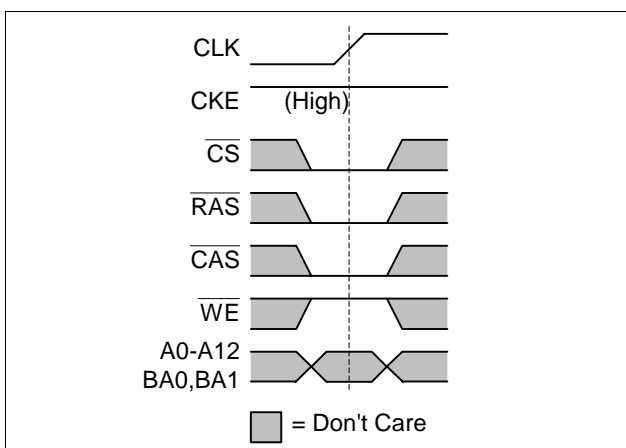 CLK
CKE (High)
CS
RAS
CAS
WE
A0-A12
BA0,BA1
= Don't Care